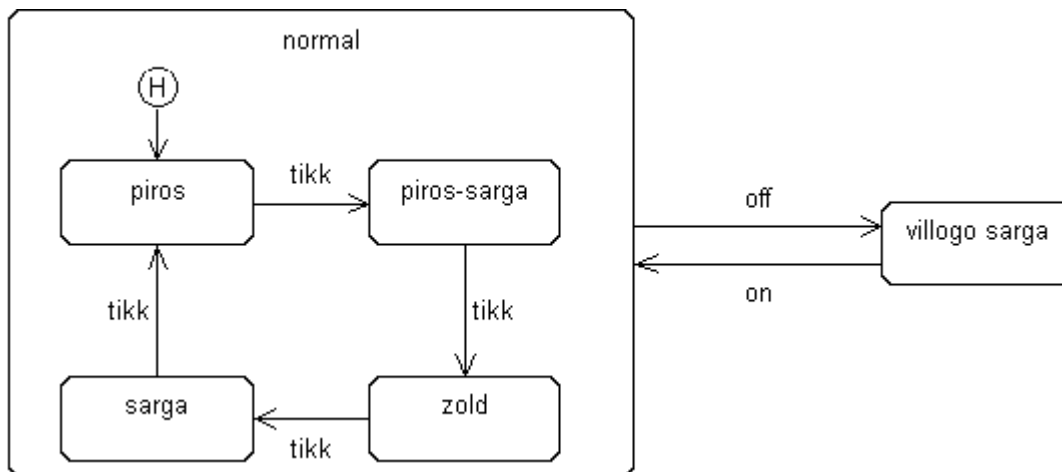 normal
H
piros
tikk
piros-sarga
off
villogo sarga
on
tikk
tikk
sarga
tikk
zold